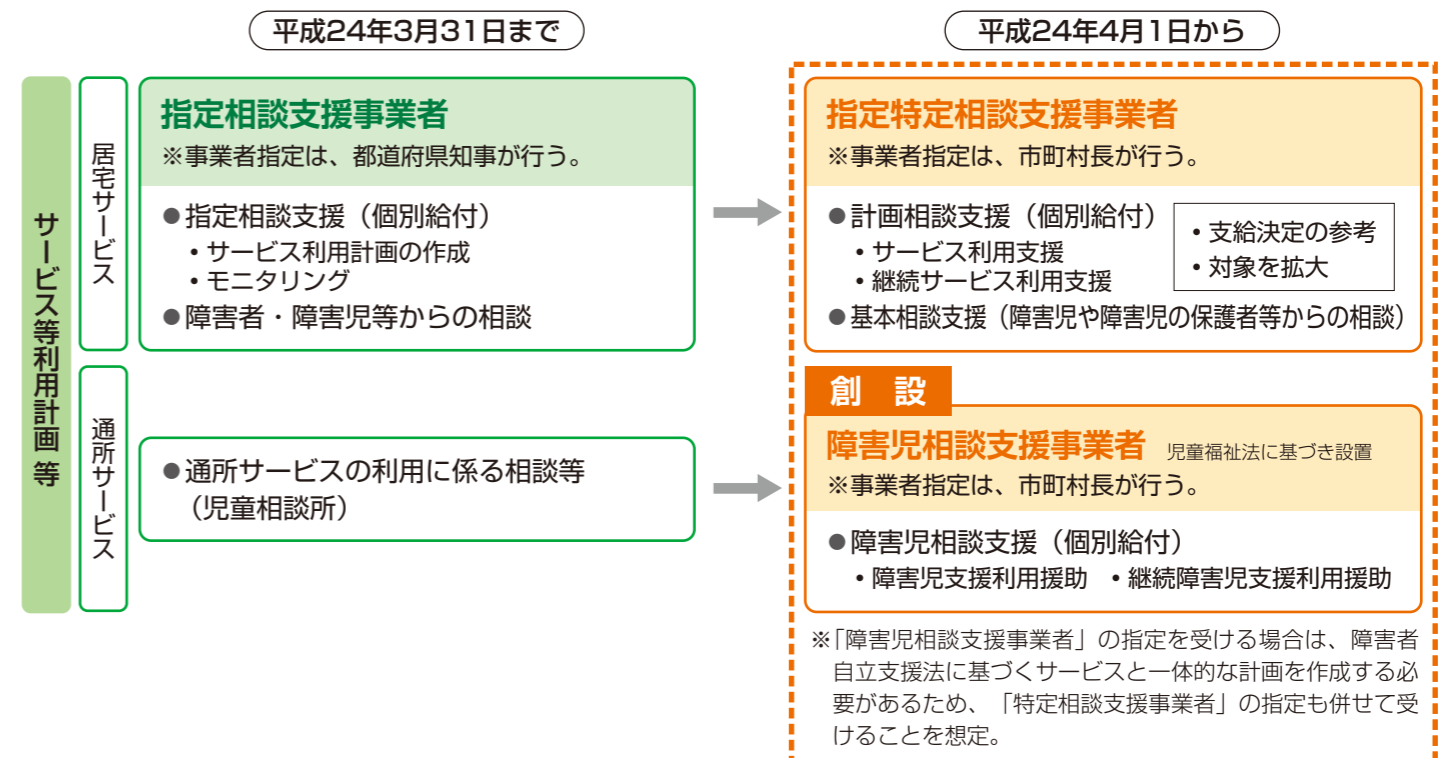 平成24年3月31日まで
平成24年4月1日から
サービス等利用計画 等
居宅サービス
指定相談支援事業者
※事業者指定は、都道府県知事が行う。
●指定相談支援（個別給付）
・サービス利用計画の作成
・モニタリング
●障害者・障害児等からの相談
指定特定相談支援事業者
※事業者指定は、市町村長が行う。
●計画相談支援（個別給付）
・サービス利用支援
・継続サービス利用支援
・支給決定の参考
・対象を拡大
●基本相談支援（障害児や障害児の保護者等からの相談）
通所サービス
●通所サービスの利用に係る相談等
（児童相談所）
創 設
障害児相談支援事業者 児童福祉法に基づき設置
※事業者指定は、市町村長が行う。
●障害児相談支援（個別給付）
・障害児支援利用援助 ・継続障害児支援利用援助
※「障害児相談支援事業者」の指定を受ける場合は、障害者
自立支援法に基づくサービスと一体的な計画を作成する必
要があるため、「特定相談支援事業者」の指定も併せて受
けることを想定。